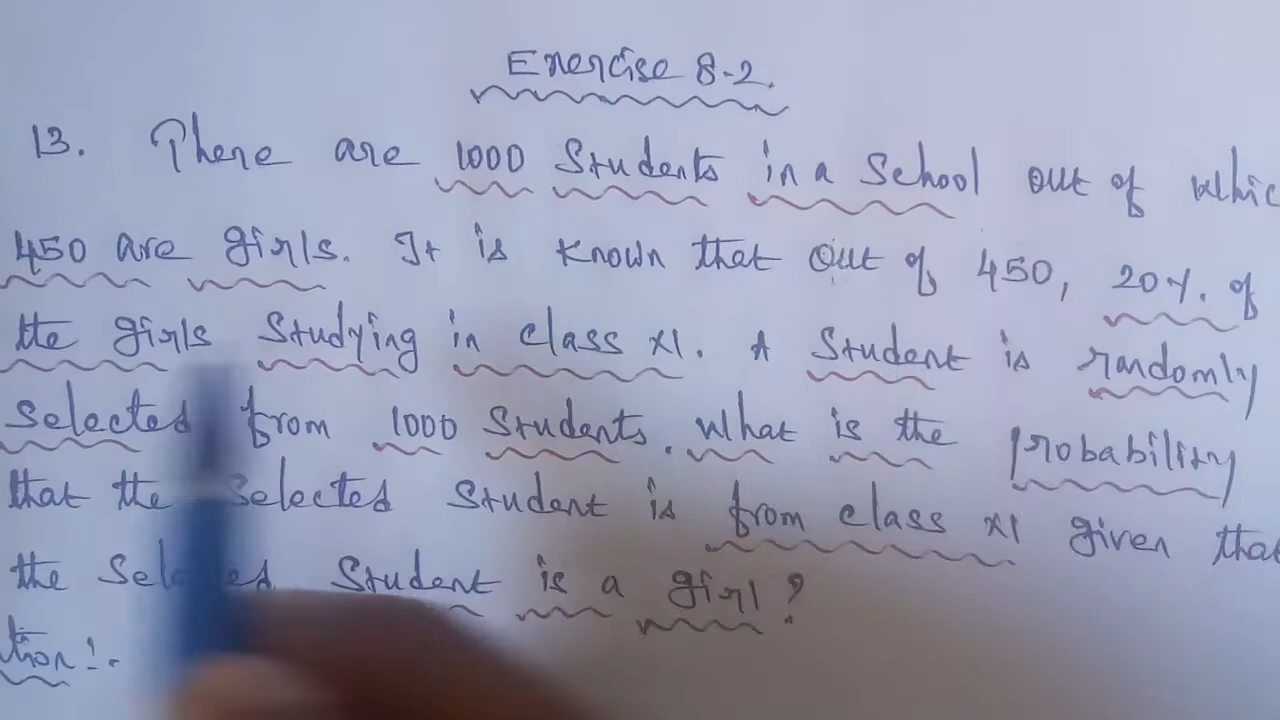 Exercise 8-2.
13. There are 1000 Students in a School out of whic
450 are girls. It is known that out of 450, 20%. of
the girls Studying in class XI. A Student is randomly
Selected from 1000 Students. What is the probability
that the Selected Student is from class XI given that
the Student is a girl?
tion:-